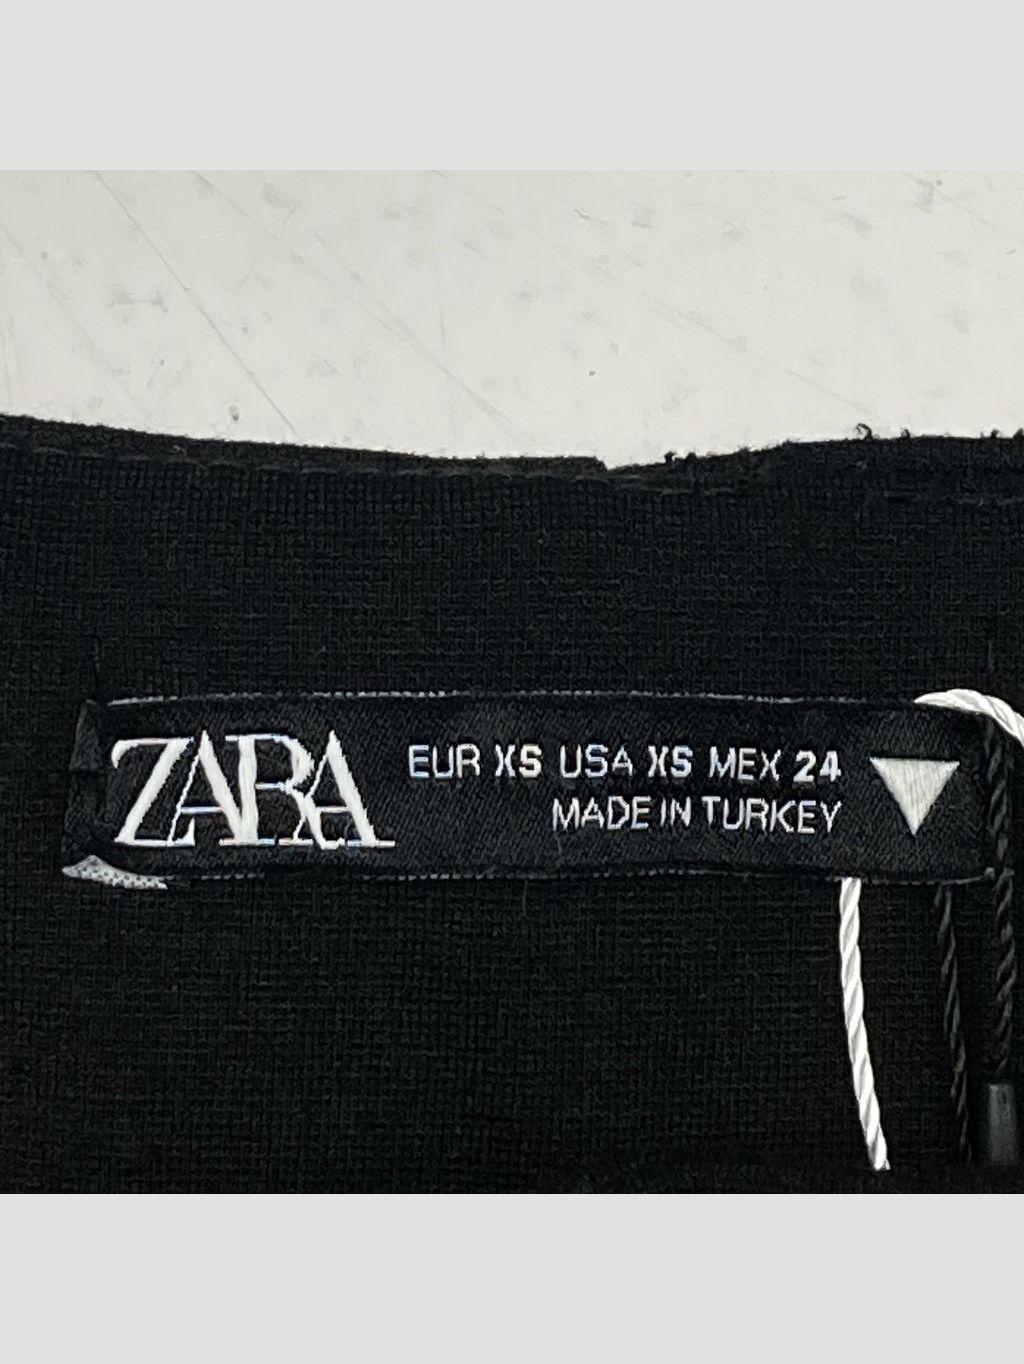 ZARA
EUR XS USA XS MEX 24
MADE IN TURKEY